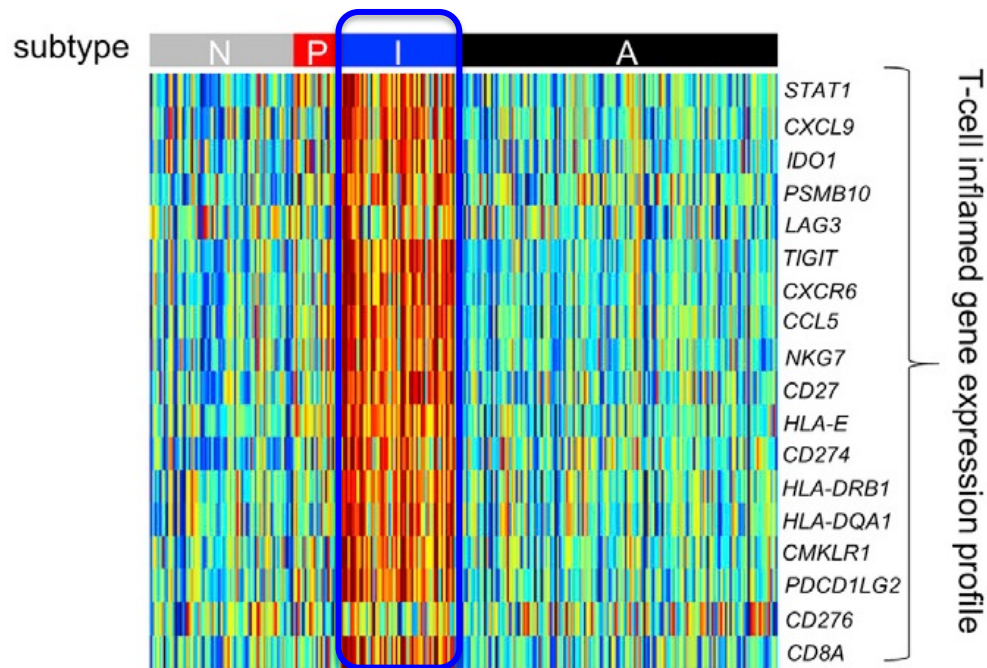 subtype N P I A
STAT1
CXCL9
IDO1
PSMB10
LAG3
TIGIT
CXCR6
CCL5
NKG7
CD27
HLA-E
CD274
HLA-DRB1
HLA-DQA1
CMKLR1
PDCD1LG2
CD276
CD8A
T-cell inflamed gene expression profile